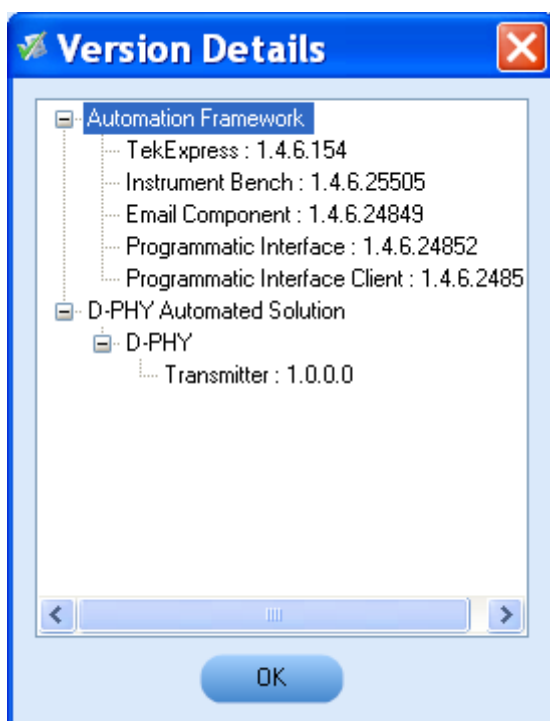 Version Details
Automation Framework
TekExpress : 1.4.6.154
Instrument Bench : 1.4.6.25505
Email Component : 1.4.6.24849
Programmatic Interface : 1.4.6.24852
Programmatic Interface Client : 1.4.6.2485
D-PHY Automated Solution
D-PHY
Transmitter : 1.0.0.0
OK